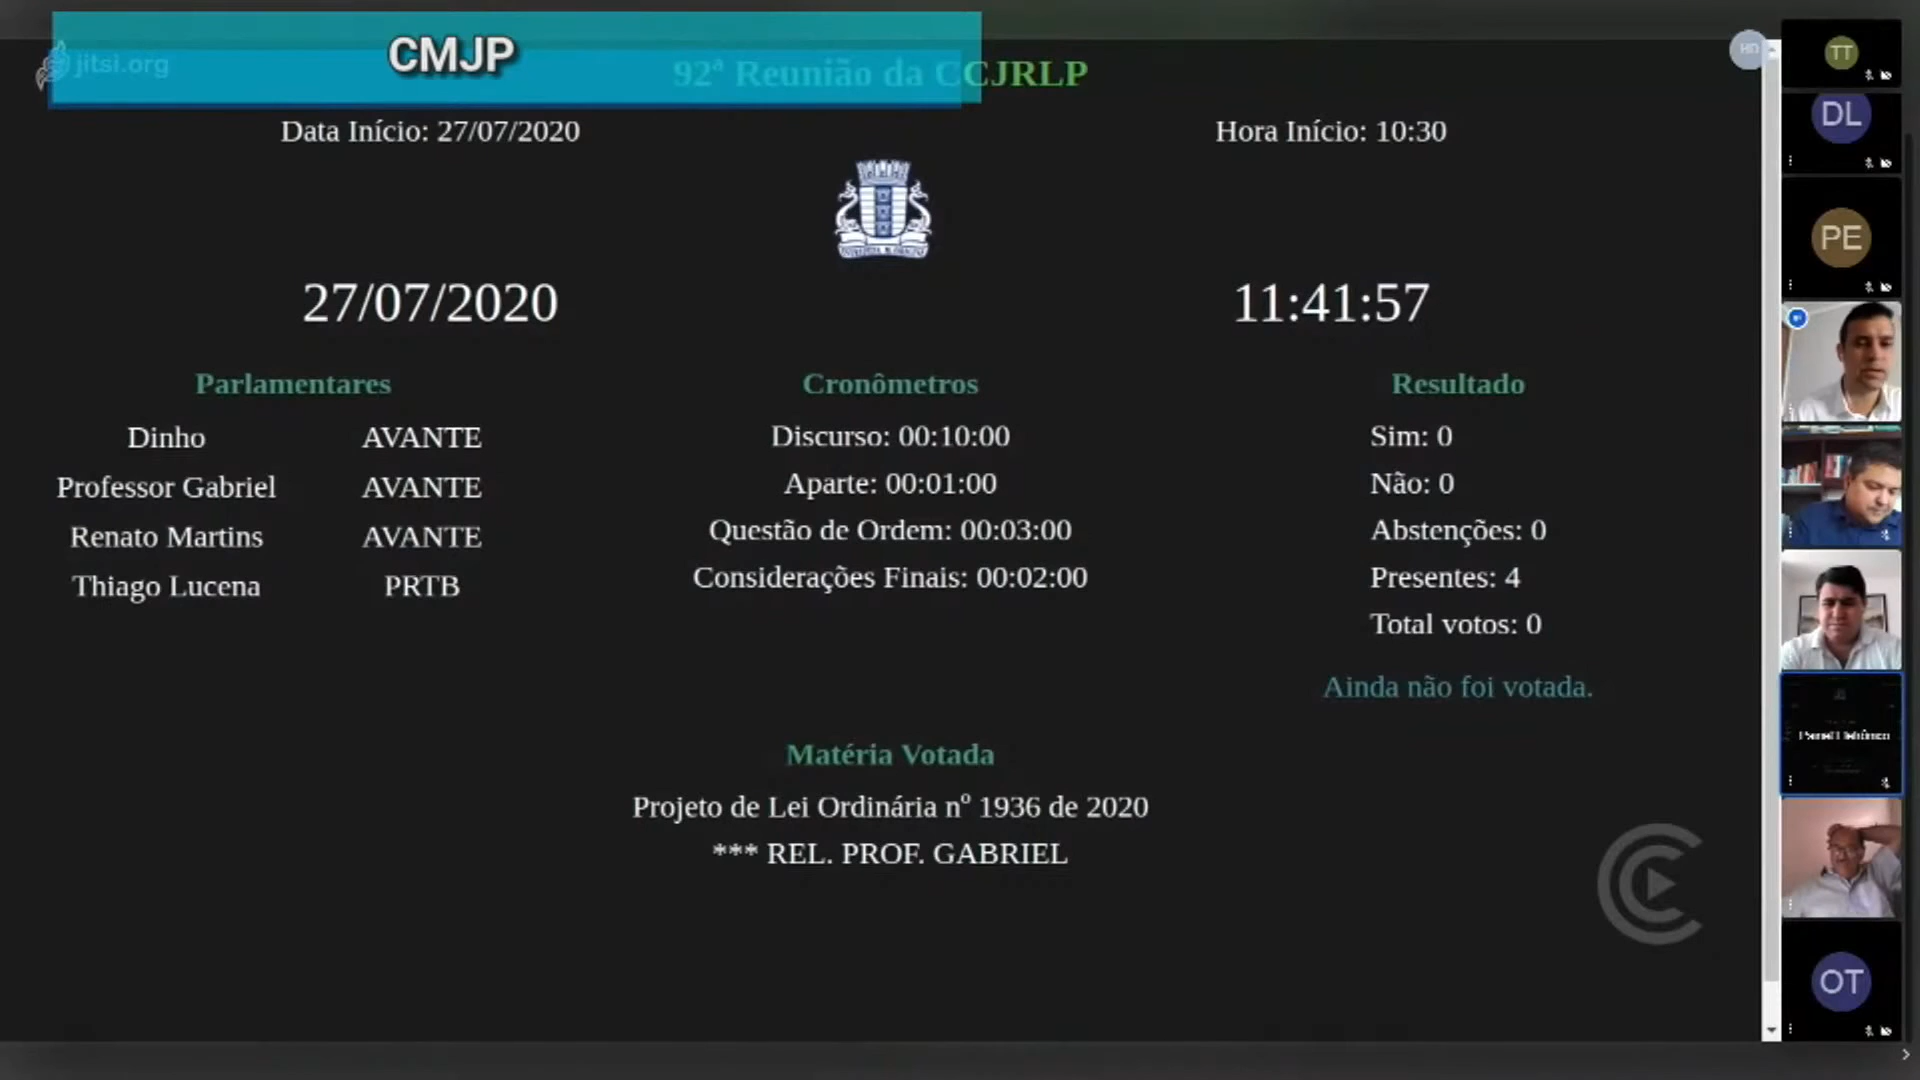 CMJP
jitsi.org
92ª Reunião da CCJRLP
HD
Data Início: 27/07/2020
Hora Início: 10:30
27/07/2020
11:41:57
Parlamentares
Dinho AVANTE
Professor Gabriel AVANTE
Renato Martins AVANTE
Thiago Lucena PRTB
Cronômetros
Discurso: 00:10:00
Aparte: 00:01:00
Questão de Ordem: 00:03:00
Considerações Finais: 00:02:00
Resultado
Sim: 0
Não: 0
Abstenções: 0
Presentes: 4
Total votos: 0
Ainda não foi votada.
Matéria Votada
Projeto de Lei Ordinária nº 1936 de 2020
*** REL. PROF. GABRIEL
TT
DL
PE
Painel Eletrônico
OT